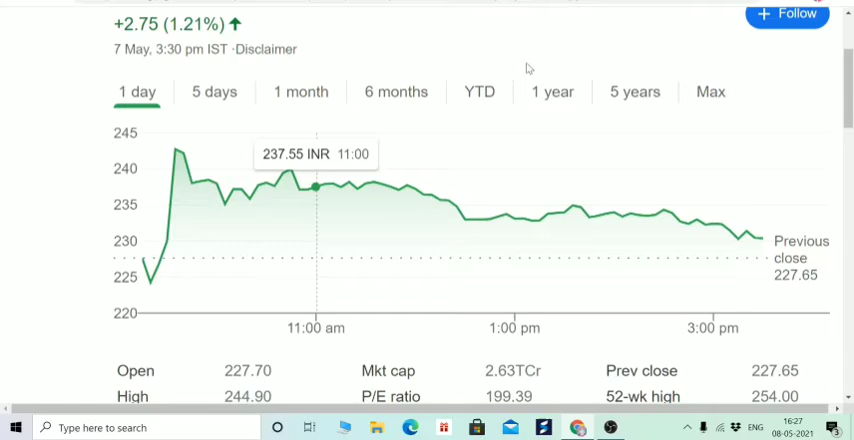 + Follow
+2.75 (1.21%)
7 May, 3:30 pm IST ·Disclaimer
1 day 5 days 1 month 6 months YTD 1 year 5 years Max
245
237.55 INR 11:00
240
235
230
Previous
close
227.65
225
220
11:00 am 1:00 pm 3:00 pm
Open 227.70 Mkt cap 2.63TCr Prev close 227.65
High 244.90 P/E ratio 199.39 52-wk high 254.00
Type here to search
ENG
16:27
08-05-2021
3